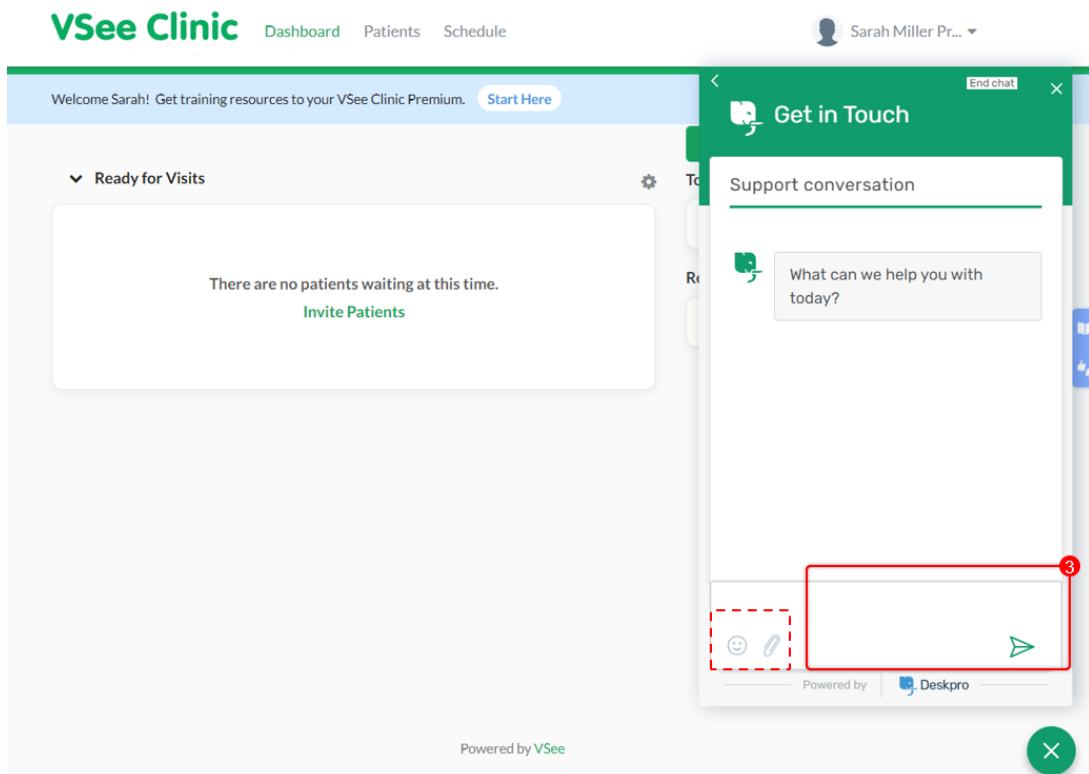 VSee Clinic Dashboard Patients Schedule Sarah Miller Pr...
Welcome Sarah! Get training resources to your VSee Clinic Premium. Start Here
Ready for Visits
There are no patients waiting at this time.
Invite Patients
To
Re
End chat
Get in Touch
Support conversation
What can we help you with
today?
3
Powered by Deskpro
Powered by VSee